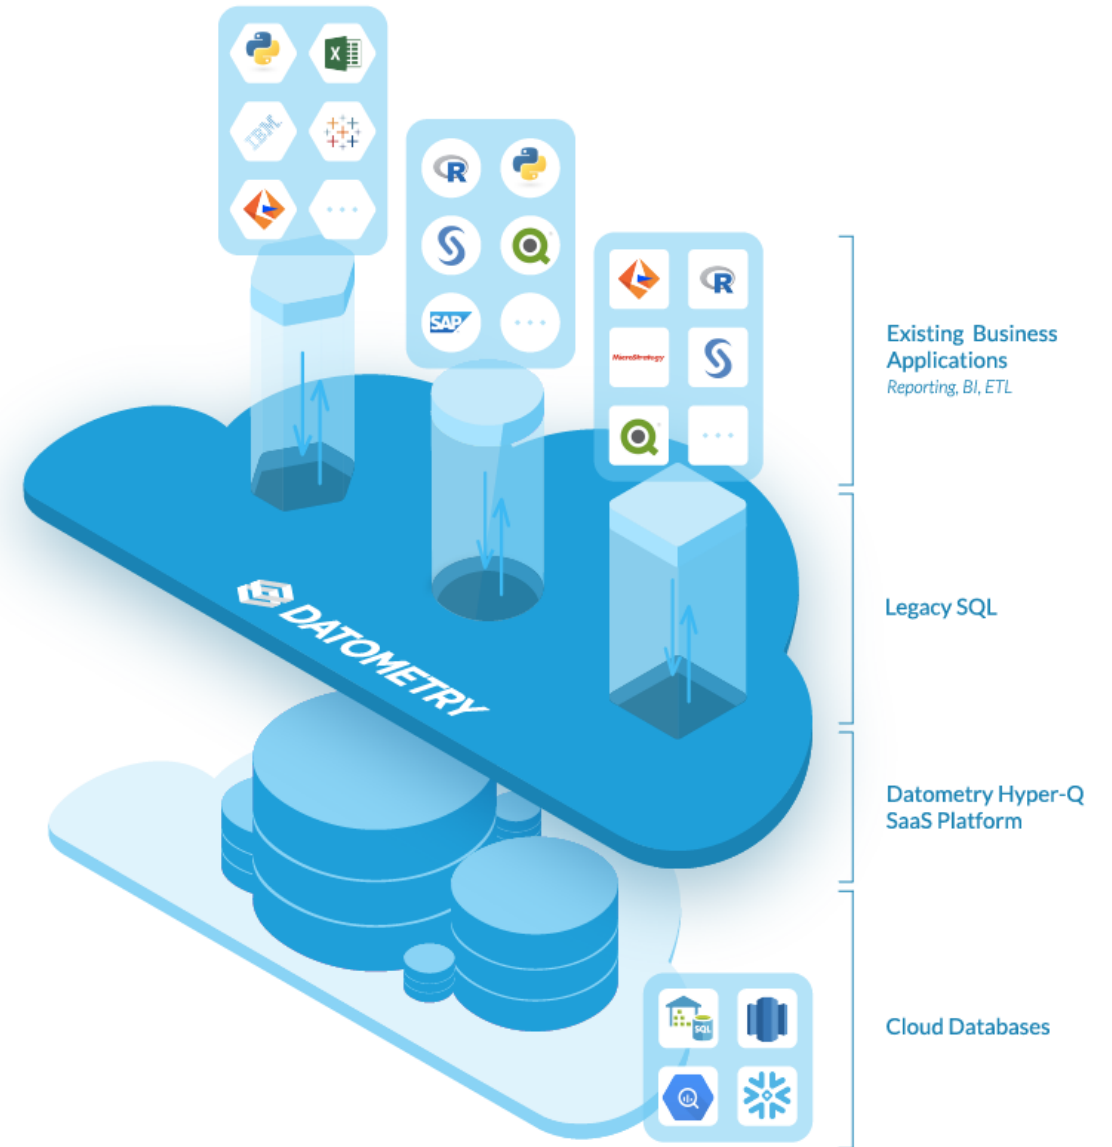 X
IBM
R
SAP
R
MicroStrategy
Existing Business
Applications
Reporting, BI, ETL
Legacy SQL
DATOMETRY
Datometry Hyper-Q
SaaS Platform
SQL
Cloud Databases